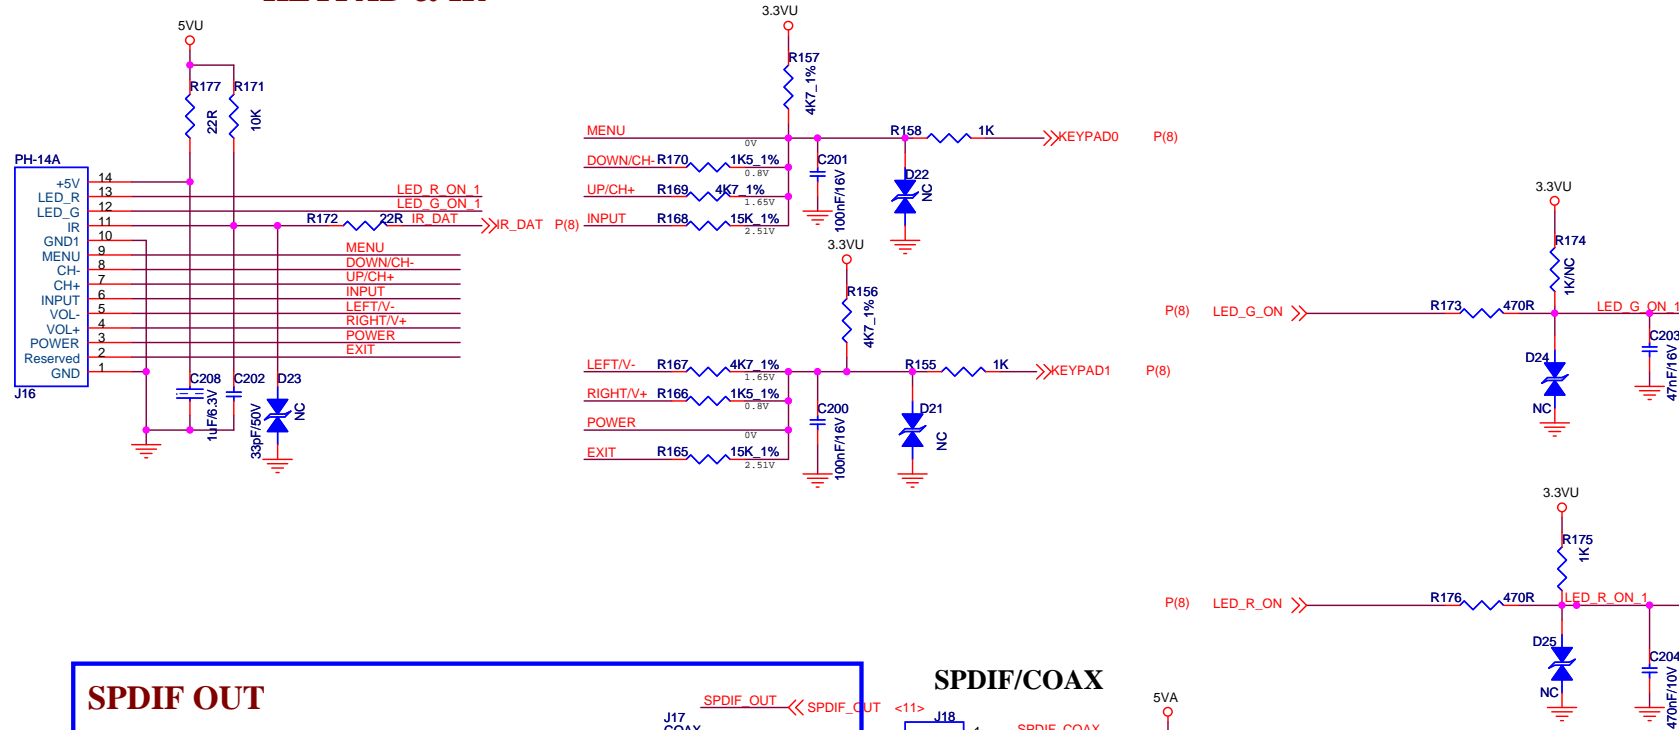 5VU
R177
22R
R171
10K
PH-14A
+5V 14
LED_R 13
LED_G 12
IR 11
GND1 10
MENU 9
CH- 8
CH+ 7
INPUT 6
VOL- 5
VOL+ 4
POWER 3
Reserved 2
GND 1
J16
LED_R_ON_1
LED_G_ON_1
R172 22R IR_DAT IR_DAT P(8)
MENU
DOWN/CH-
UP/CH+
INPUT
LEFT/V-
RIGHT/V+
POWER
EXIT
C208
1uF/6.3V
C202
33pF/50V
D23
NC
3.3VU
R157
4K7_1%
MENU 0V
DOWN/CH- R170 1K5_1% 0.8V
UP/CH+ R169 4K7_1% 1.65V
INPUT R168 15K_1% 2.51V
C201
100nF/16V
R158 1K KEYPAD0 P(8)
D22
NC
3.3VU
R156
4K7_1%
LEFT/V- R167 4K7_1% 1.65V
RIGHT/V+ R166 1K5_1% 0.8V
POWER 0V
EXIT R165 15K_1% 2.51V
C200
100nF/16V
R155 1K KEYPAD1 P(8)
D21
NC
3.3VU
R174
1K/NC
P(8) LED_G_ON R173 470R LED_G_ON_1
D24
NC
C203
47nF/16V
3.3VU
R175
1K
P(8) LED_R_ON R176 470R LED_R_ON_1
D25
NC
C204
470nF/10V
SPDIF OUT
SPDIF_OUT SPDIF_OUT <11>
J17
COAX
SPDIF/COAX
J18
SPDIF_COAX
5VA